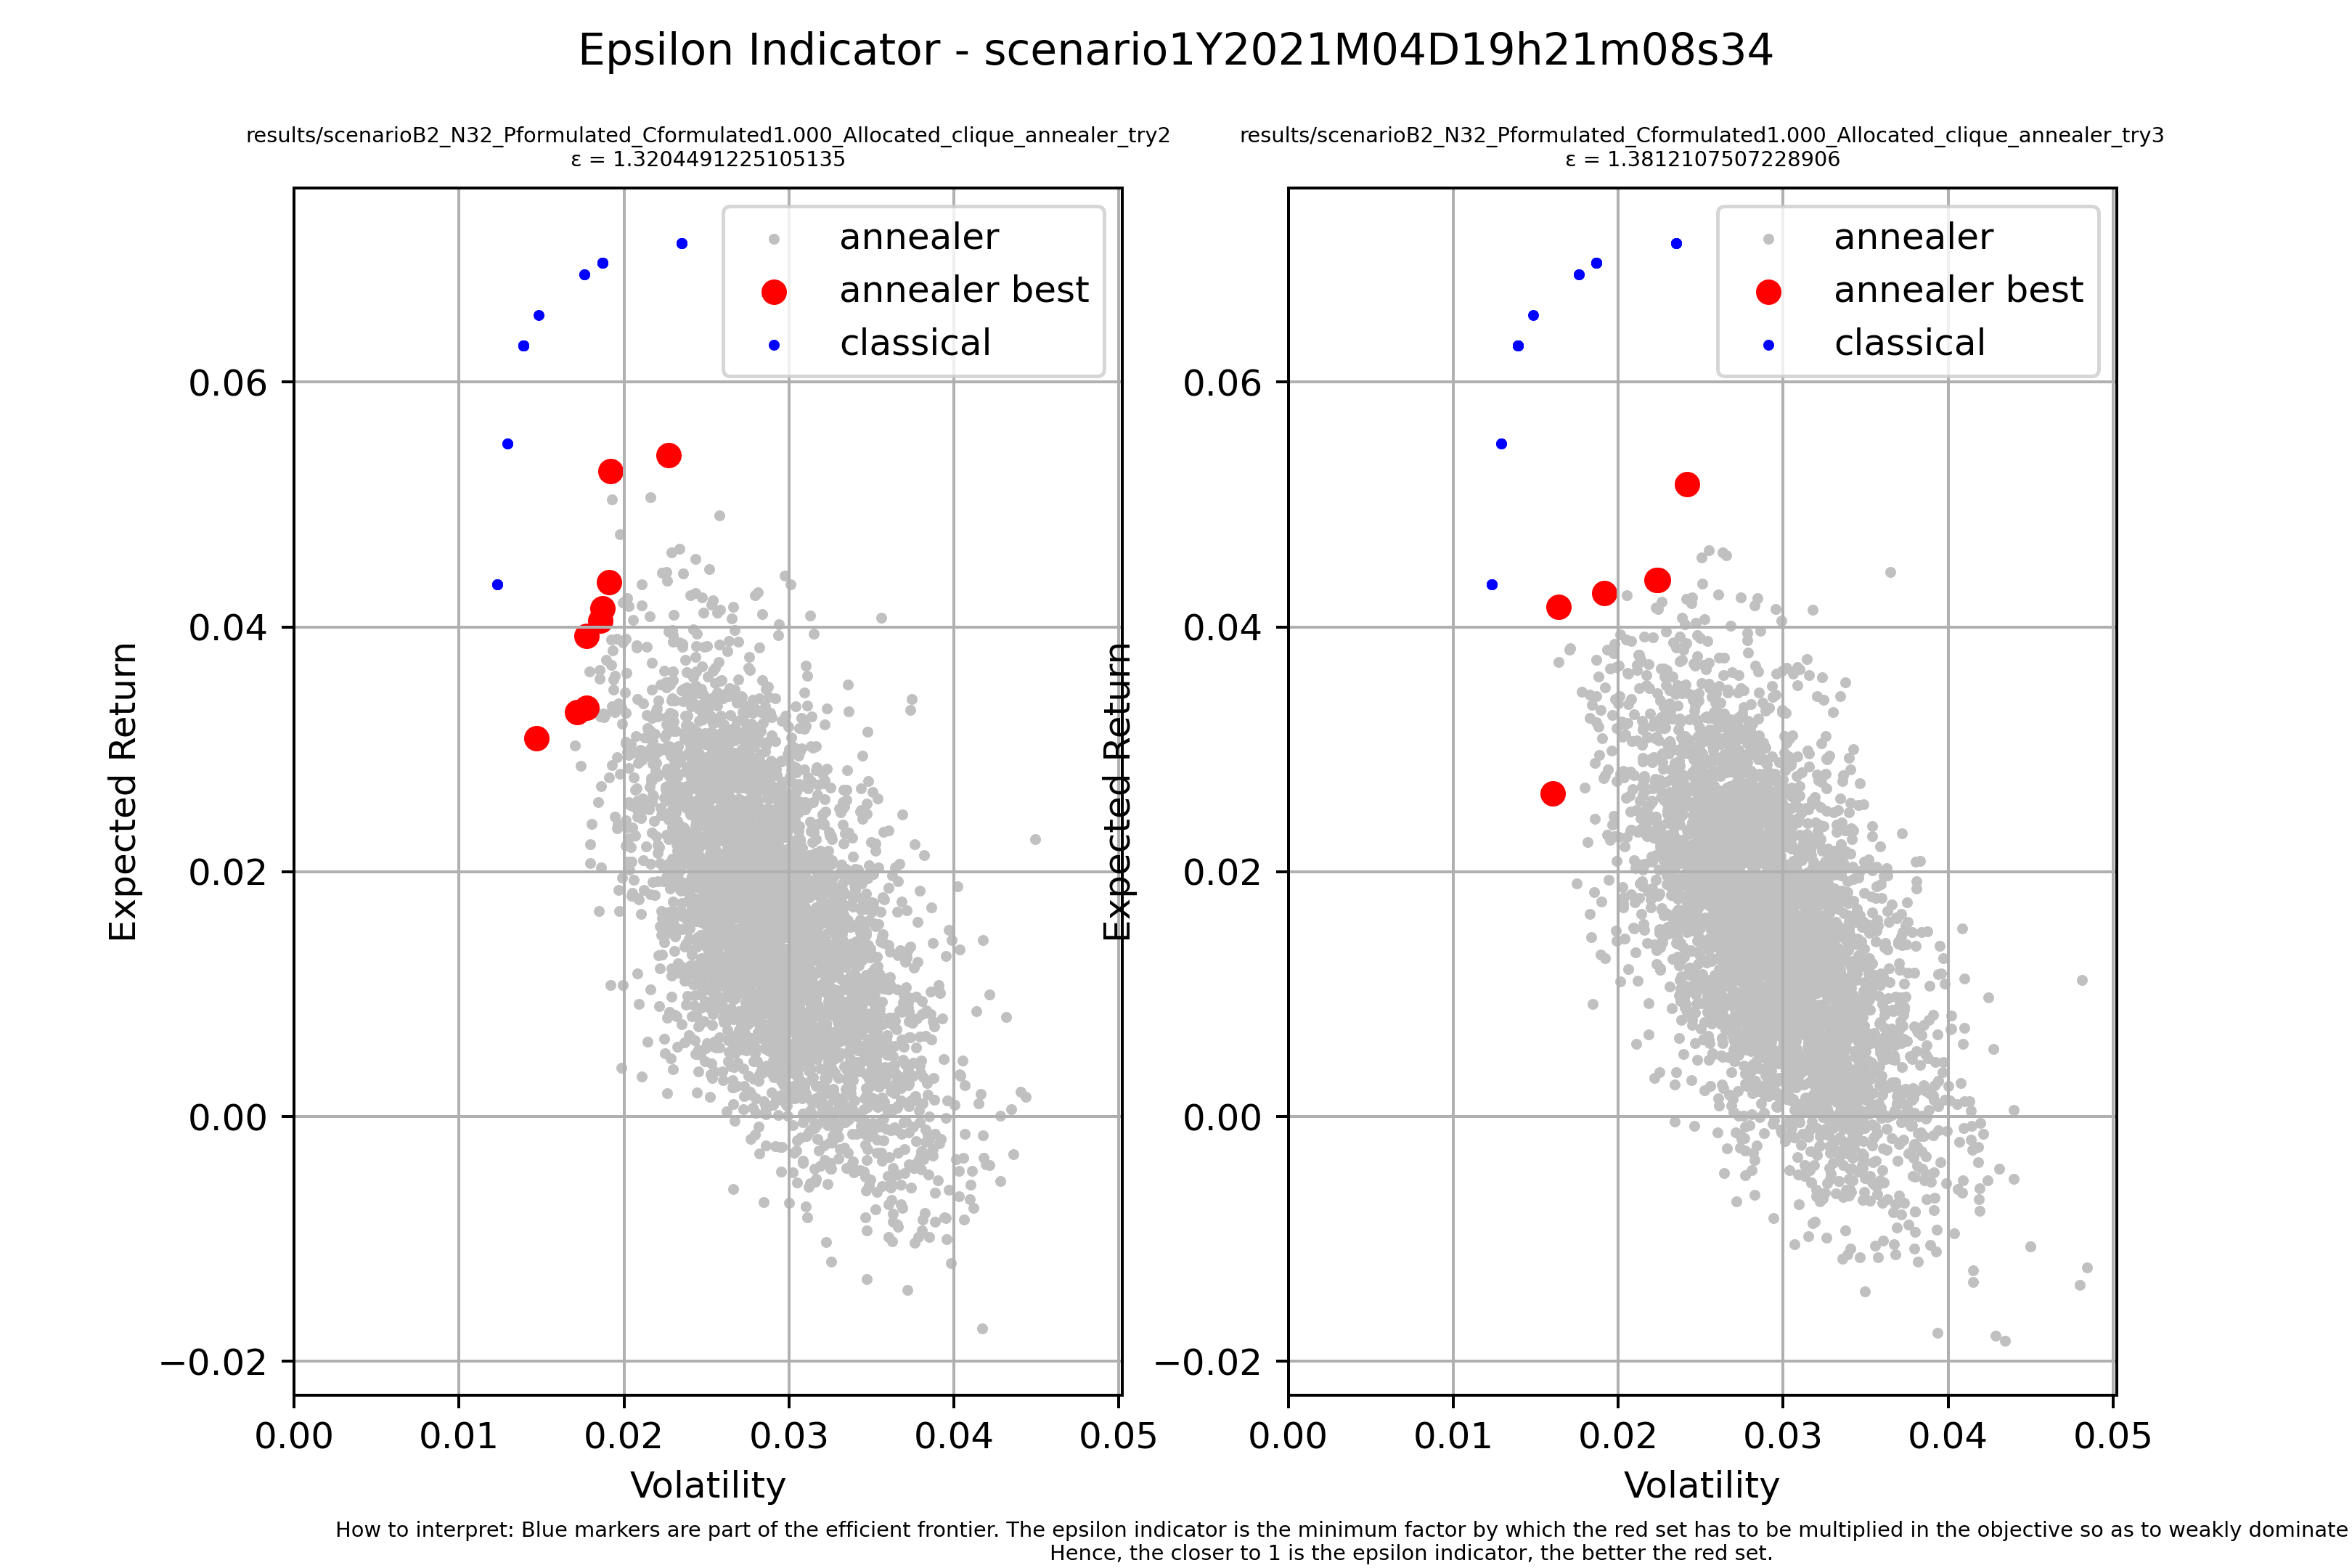 Epsilon Indicator - scenario1Y2021M04D19h21m08s34
results/scenarioB2_N32_Pformulated_Cformulated1.000_Allocated_clique_annealer_try2
ε = 1.3204491225105135
annealer
annealer best
classical
0.06
0.04
0.02
0.00
−0.02
Expected Return
0.00
0.01
0.02
0.03
0.04
0.05
Volatility
results/scenarioB2_N32_Pformulated_Cformulated1.000_Allocated_clique_annealer_try3
ε = 1.3812107507228906
annealer
annealer best
classical
0.06
0.04
0.02
0.00
−0.02
Expected Return
0.00
0.01
0.02
0.03
0.04
0.05
Volatility
How to interpret: Blue markers are part of the efficient frontier. The epsilon indicator is the minimum factor by which the red set has to be multiplied in the objective so as to weakly dominate
Hence, the closer to 1 is the epsilon indicator, the better the red set.